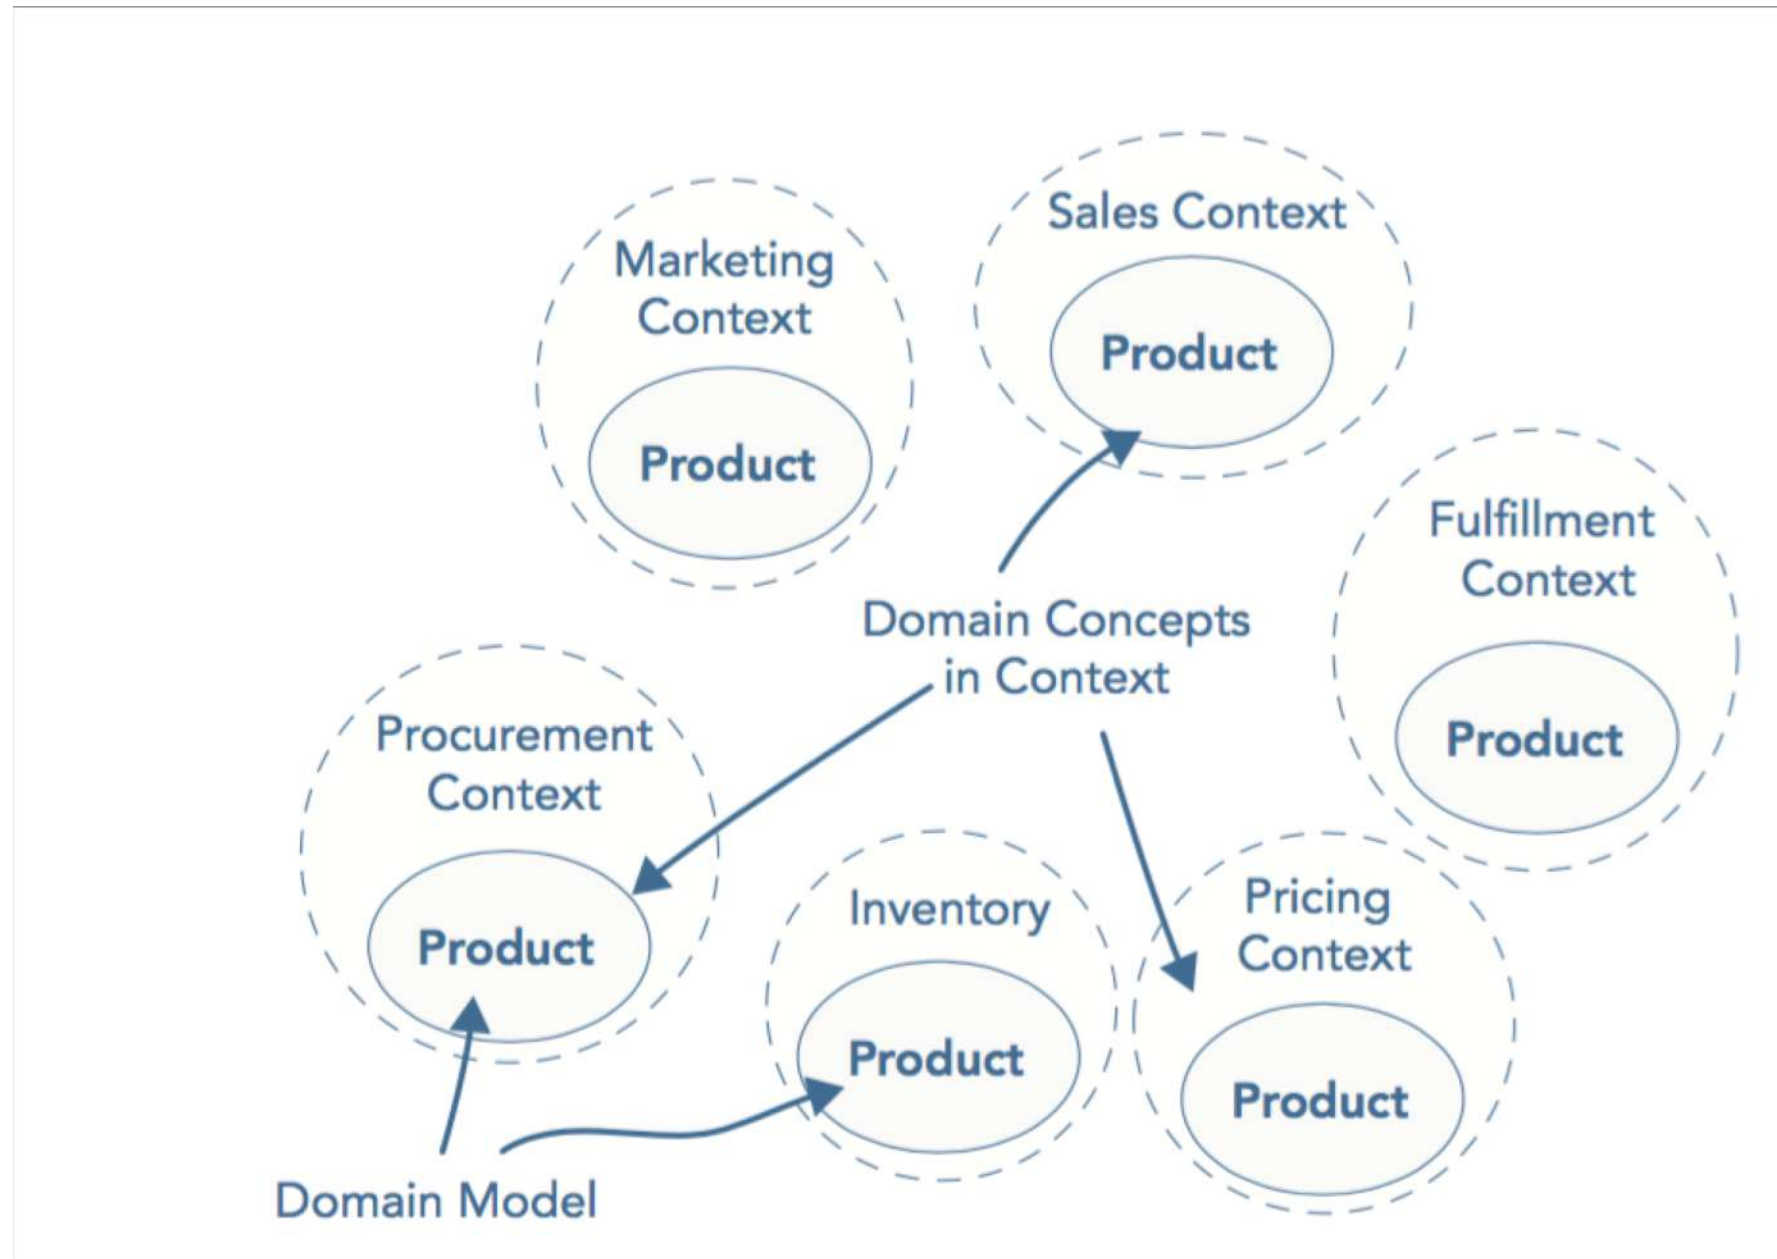 Sales Context
Product
Marketing
Context
Product
Fulfillment
Context
Product
Domain Concepts
in Context
Procurement
Context
Product
Inventory
Product
Pricing
Context
Product
Domain Model